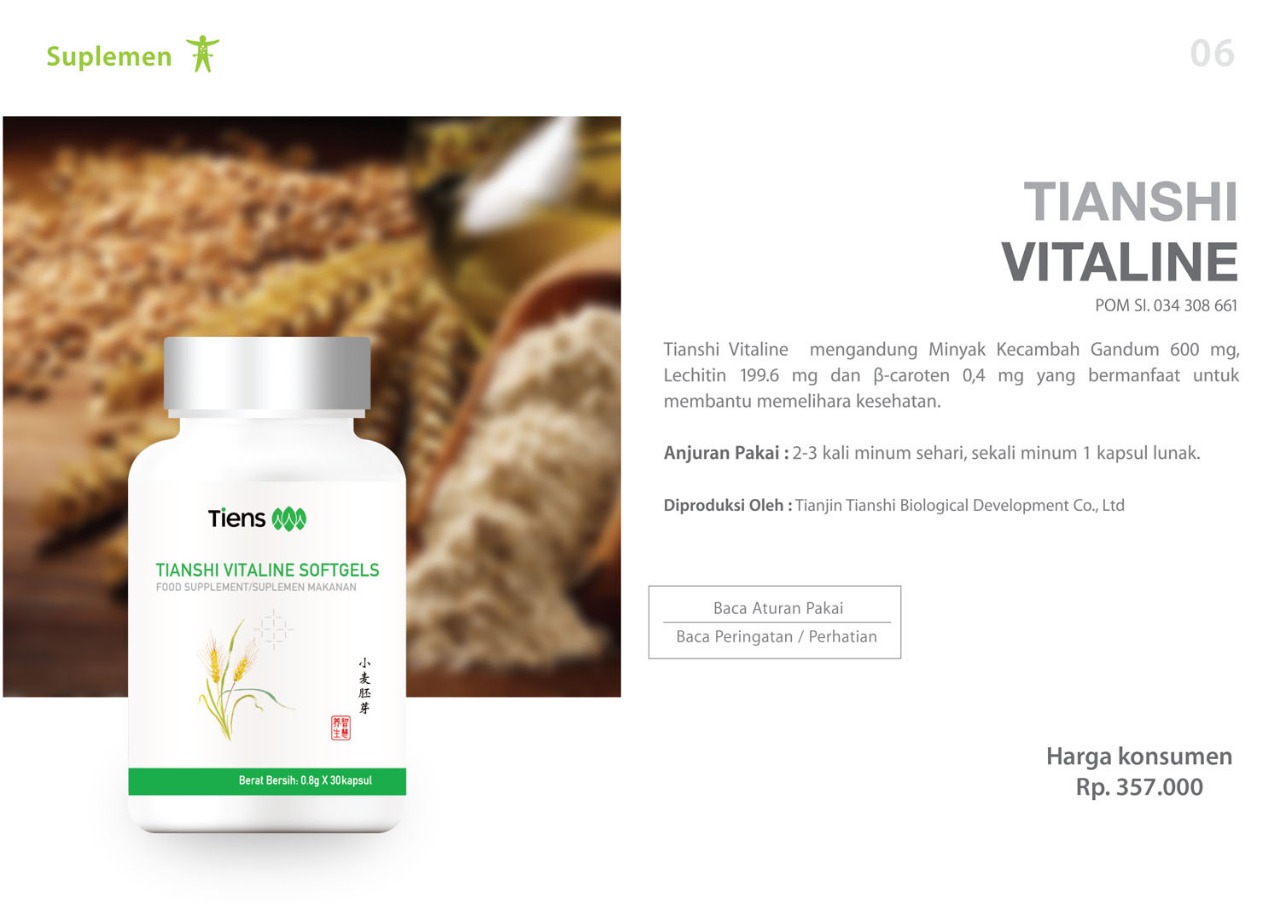 Suplemen
06
TIANSHI
VITALINE
POM SI. 034 308 661
Tianshi Vitaline mengandung Minyak Kecambah Gandum 600 mg,
Lechitin 199.6 mg dan β-caroten 0,4 mg yang bermanfaat untuk
membantu memelihara kesehatan.
Anjuran Pakai : 2-3 kali minum sehari, sekali minum 1 kapsul lunak.
Diproduksi Oleh : Tianjin Tianshi Biological Development Co., Ltd
Baca Aturan Pakai
Baca Peringatan / Perhatian
Harga konsumen
Rp. 357.000
Tiens
TIANSHI VITALINE SOFTGELS
FOOD SUPPLEMENT/SUPLEMEN MAKANAN
小麦胚芽
智慧
养生
Berat Bersih: 0.8g X 30kapsul